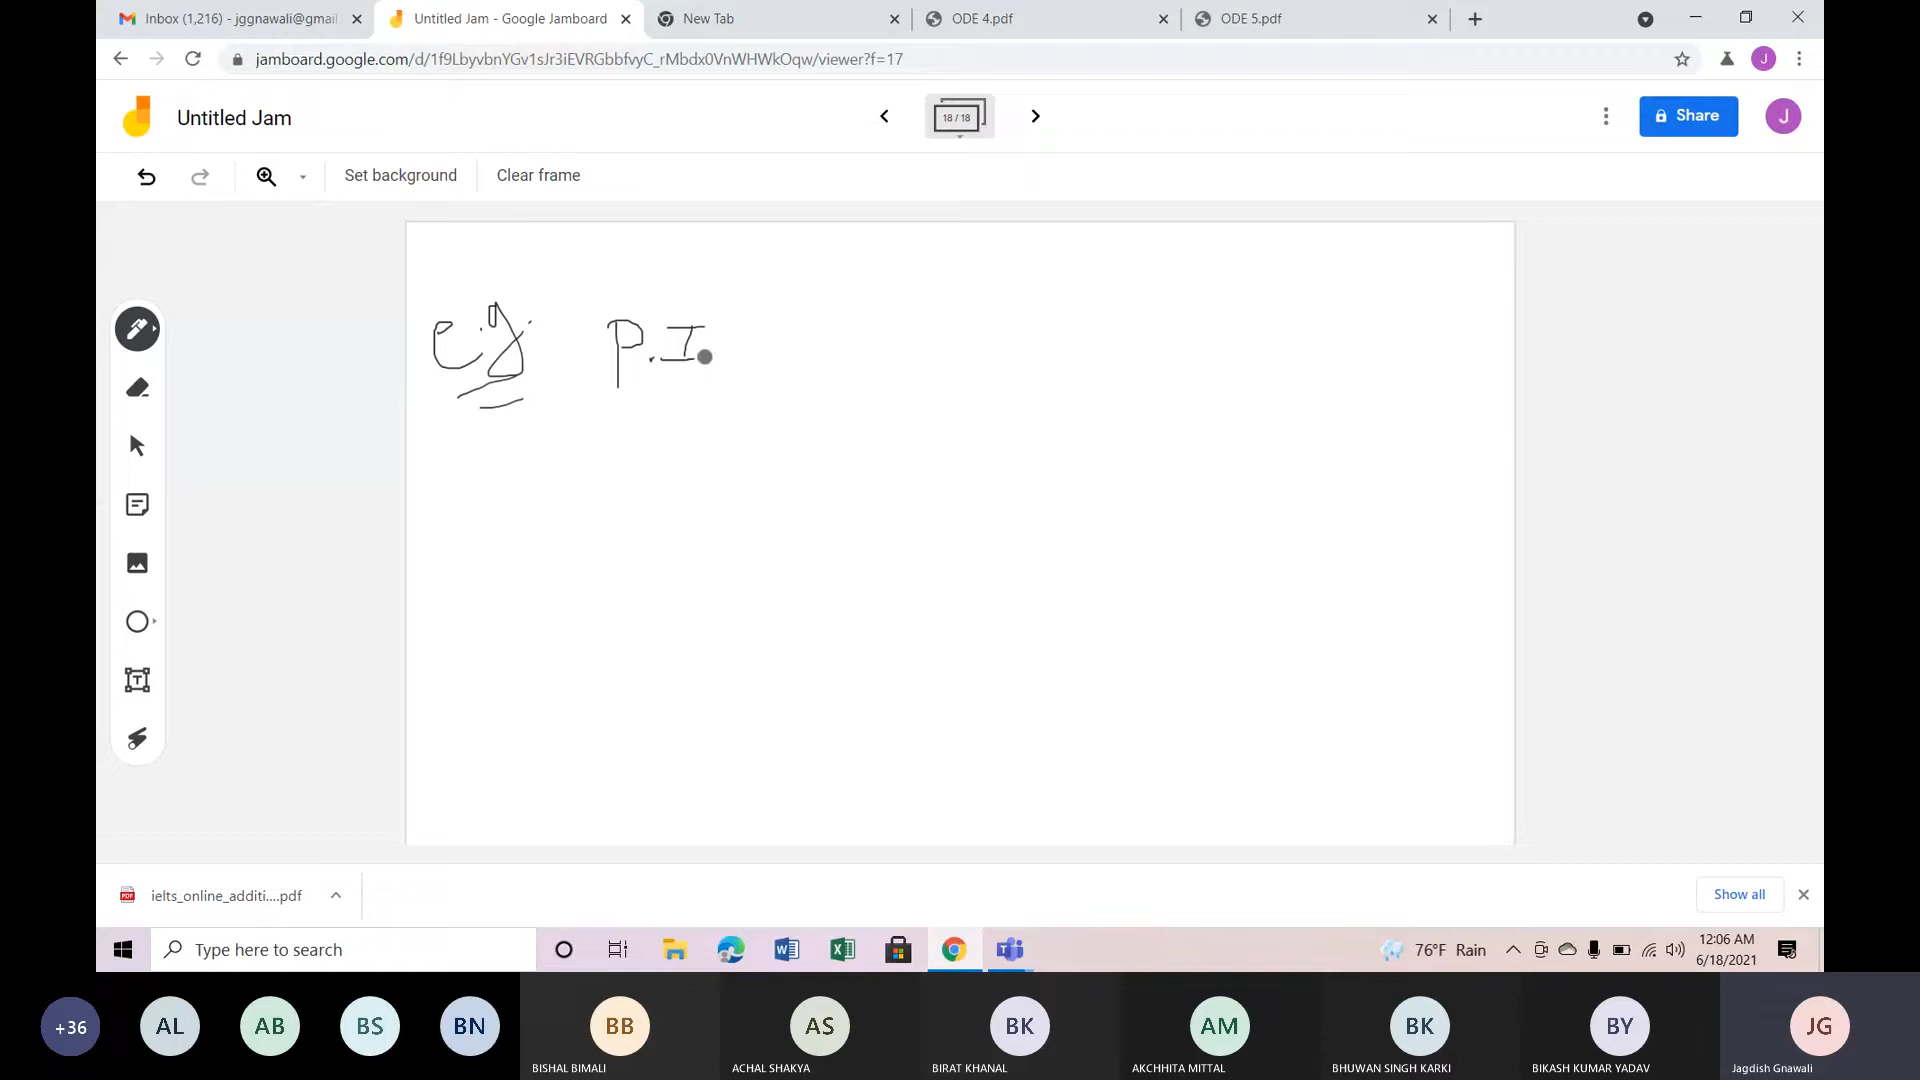 Inbox (1,216) - jggnawali@gmai
Untitled Jam - Google Jamboard
New Tab
ODE 4.pdf
ODE 5.pdf
jamboard.google.com/d/1f9LbyvbnYGv1sJr3iEVRGbbfvyC_rMbdx0VnWHWkOqw/viewer?f=17
J
Untitled Jam
18 / 18
Share
J
Set background
Clear frame
e.g. P.I
ielts_online_additi....pdf
Show all
Type here to search
76°F Rain
12:06 AM
6/18/2021
+36
AL
AB
BS
BN
BB
AS
BK
AM
BK
BY
JG
BISHAL BIMALI
ACHAL SHAKYA
BIRAT KHANAL
AKCHHITA MITTAL
BHUWAN SINGH KARKI
BIKASH KUMAR YADAV
Jagdish Gnawali